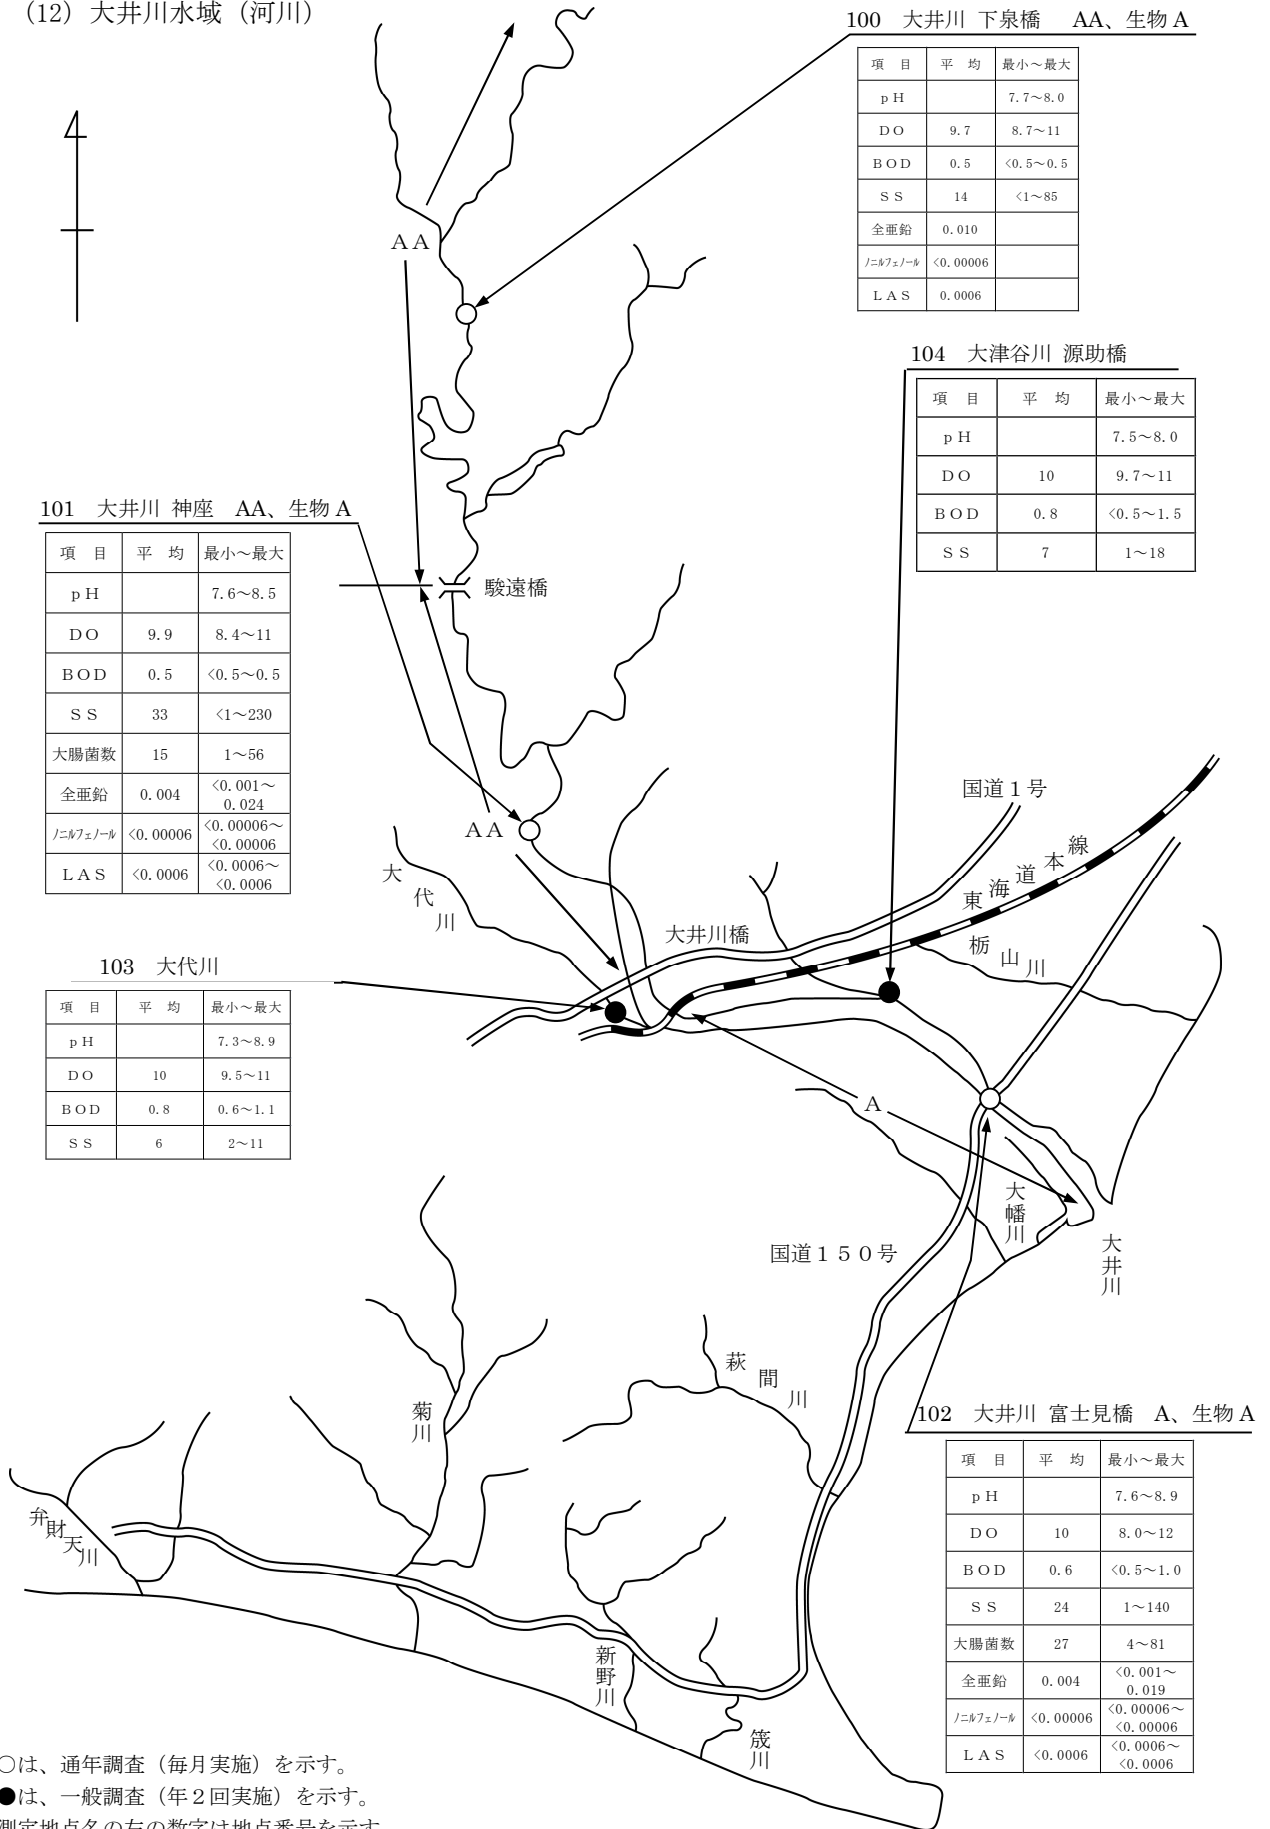 (12) 大井川水域（河川）
100　大井川 下泉橋　AA、生物 A
項　目　平　均　最小～最大
ｐＨ　7.7～8.0
ＤＯ　9.7　8.7～11
ＢＯＤ　0.5　<0.5～0.5
ＳＳ　14　<1～85
全亜鉛　0.010
ﾉﾆﾙﾌｪﾉｰﾙ　<0.00006
ＬＡＳ　0.0006
ＡＡ
104　大津谷川 源助橋
項　目　平　均　最小～最大
ｐＨ　7.5～8.0
ＤＯ　10　9.7～11
ＢＯＤ　0.8　<0.5～1.5
ＳＳ　7　1～18
101　大井川 神座　AA、生物 A
項　目　平　均　最小～最大
ｐＨ　7.6～8.5
ＤＯ　9.9　8.4～11
ＢＯＤ　0.5　<0.5～0.5
ＳＳ　33　<1～230
大腸菌数　15　1～56
全亜鉛　0.004　<0.001～
0.024
ﾉﾆﾙﾌｪﾉｰﾙ　<0.00006　<0.00006～
<0.00006
ＬＡＳ　<0.0006　<0.0006～
<0.0006
駿遠橋
ＡＡ
国道１号
東海道本線
大代川
大井川橋
栃山川
103　大代川
項　目　平　均　最小～最大
ｐＨ　7.3～8.9
ＤＯ　10　9.5～11
ＢＯＤ　0.8　0.6～1.1
ＳＳ　6　2～11
Ａ
大幡川
大井川
国道１５０号
萩間川
菊川
弁財天川
新野川
筬川
102　大井川 富士見橋　A、生物 A
項　目　平　均　最小～最大
ｐＨ　7.6～8.9
ＤＯ　10　8.0～12
ＢＯＤ　0.6　<0.5～1.0
ＳＳ　24　1～140
大腸菌数　27　4～81
全亜鉛　0.004　<0.001～
0.019
ﾉﾆﾙﾌｪﾉｰﾙ　<0.00006　<0.00006～
<0.00006
ＬＡＳ　<0.0006　<0.0006～
<0.0006
○は、通年調査（毎月実施）を示す。
●は、一般調査（年２回実施）を示す。
測定地点名の左の数字は地点番号を示す